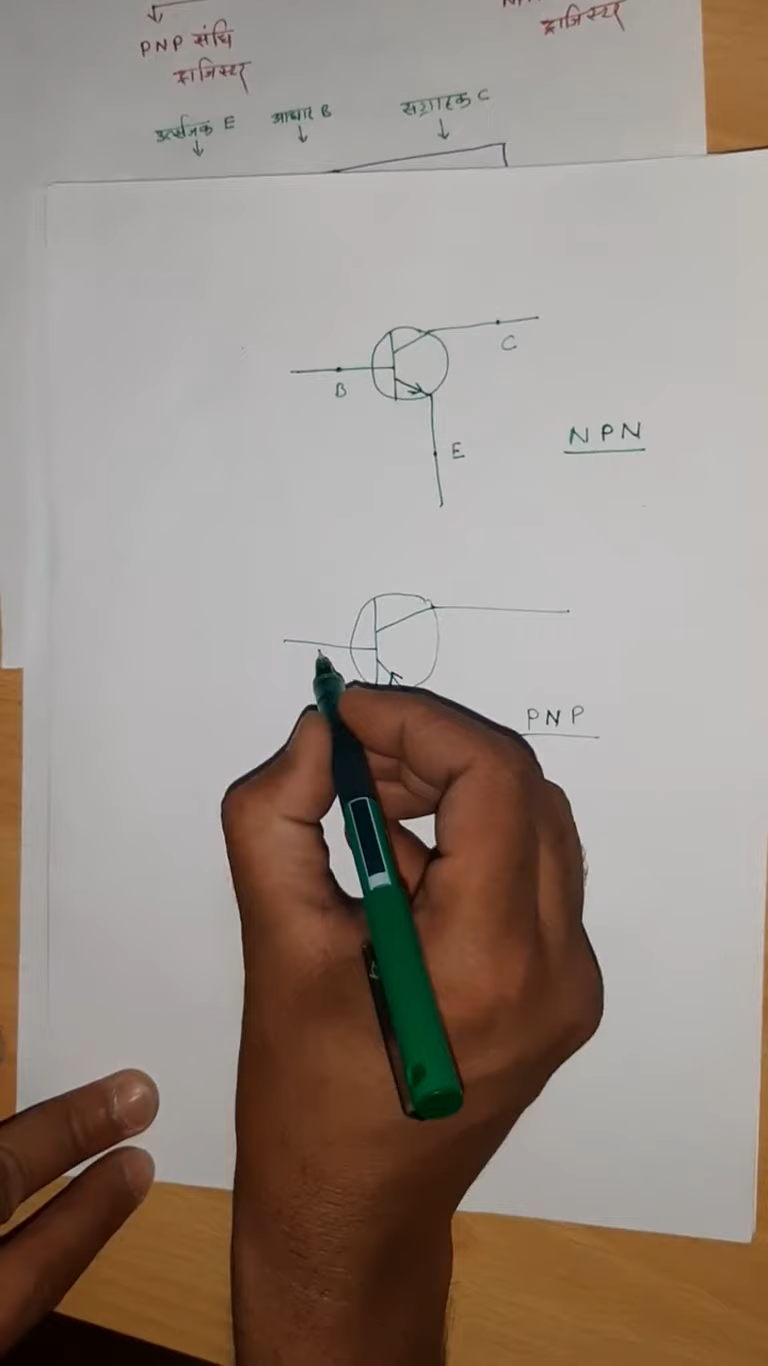 PNP संधि
ट्रांजिस्टर
ट्रांजिस्टर
उत्सर्जक E
आधार B
संग्राहक C
C
B
E
NPN
PNP